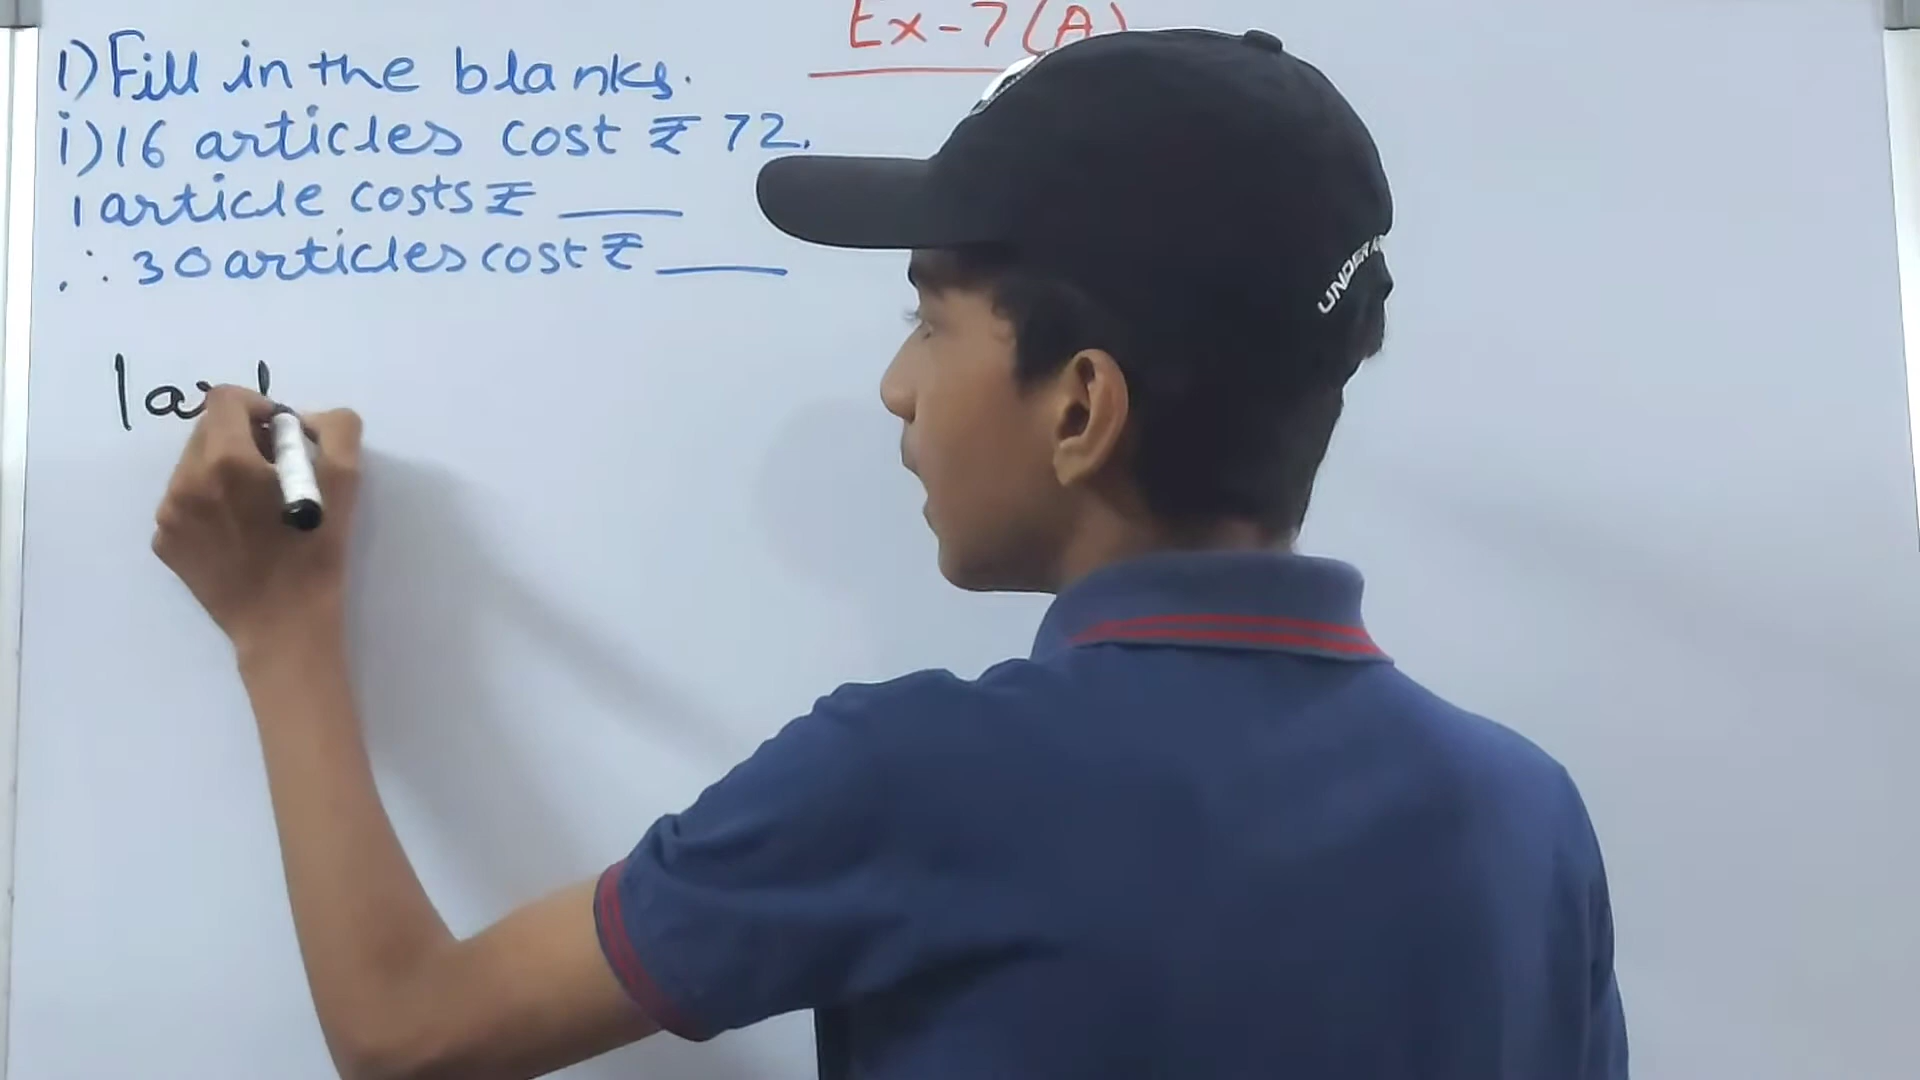 Ex-7(A)
1) Fill in the blanks.
i) 16 articles cost ₹ 72.
1 article costs ₹ ____
∴ 30 articles cost ₹ ____
1